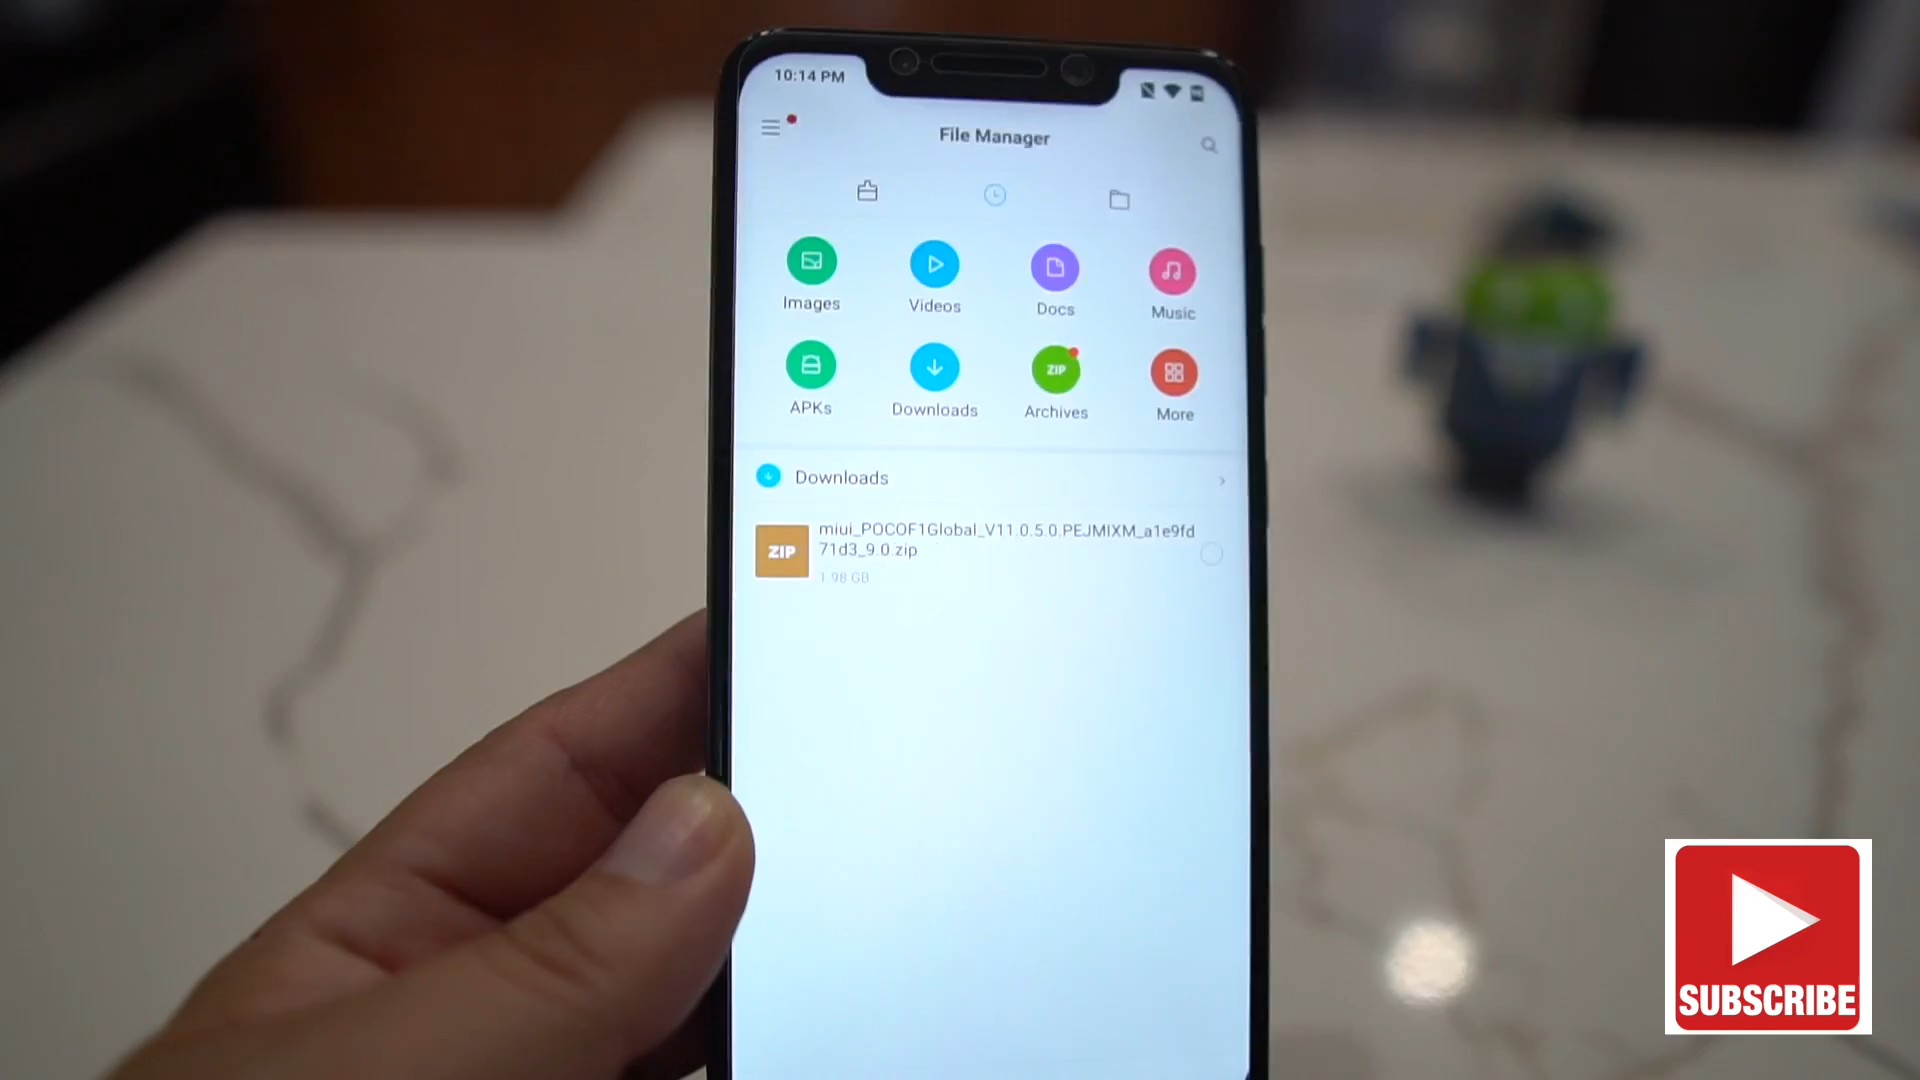 10:14 PM
File Manager
Images
Videos
Docs
Music
ZIP
APKs
Downloads
Archives
More
Downloads
miui_POCOF1Global_V11.0.5.0.PEJMIXM_a1e9fd
71d3_9.0.zip
ZIP
1.98 GB
SUBSCRIBE